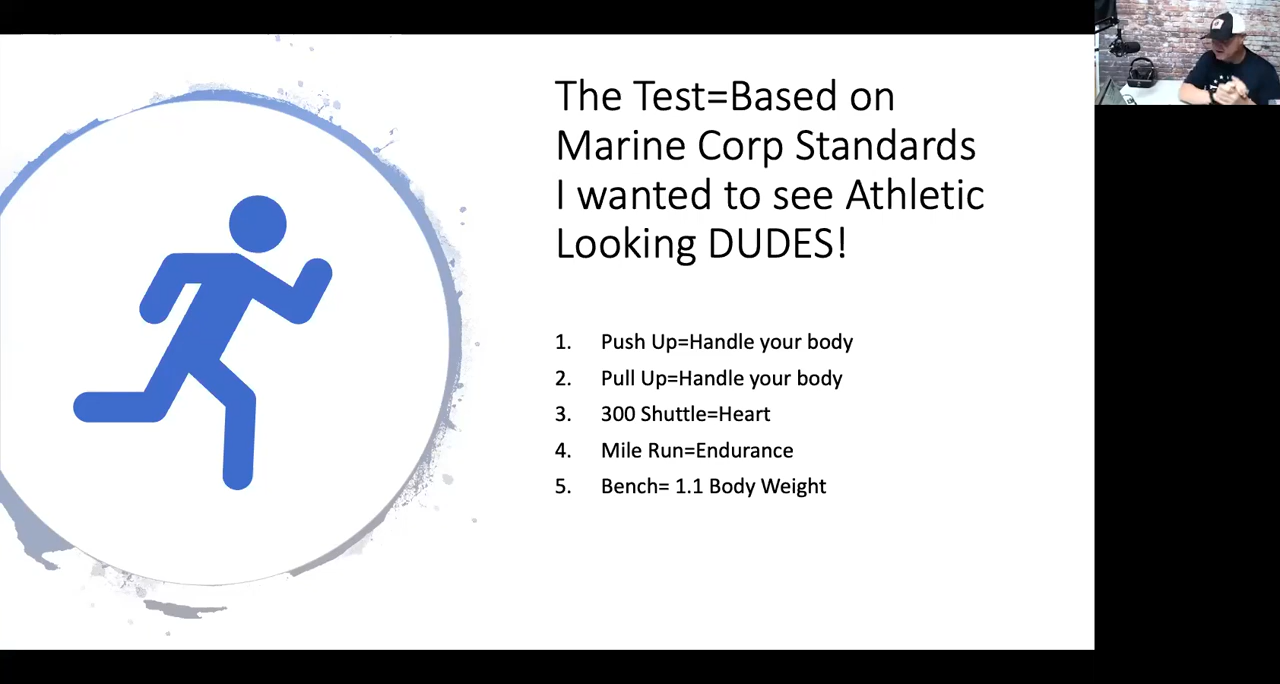 The Test=Based on
Marine Corp Standards
I wanted to see Athletic
Looking DUDES!
1. Push Up=Handle your body
2. Pull Up=Handle your body
3. 300 Shuttle=Heart
4. Mile Run=Endurance
5. Bench= 1.1 Body Weight